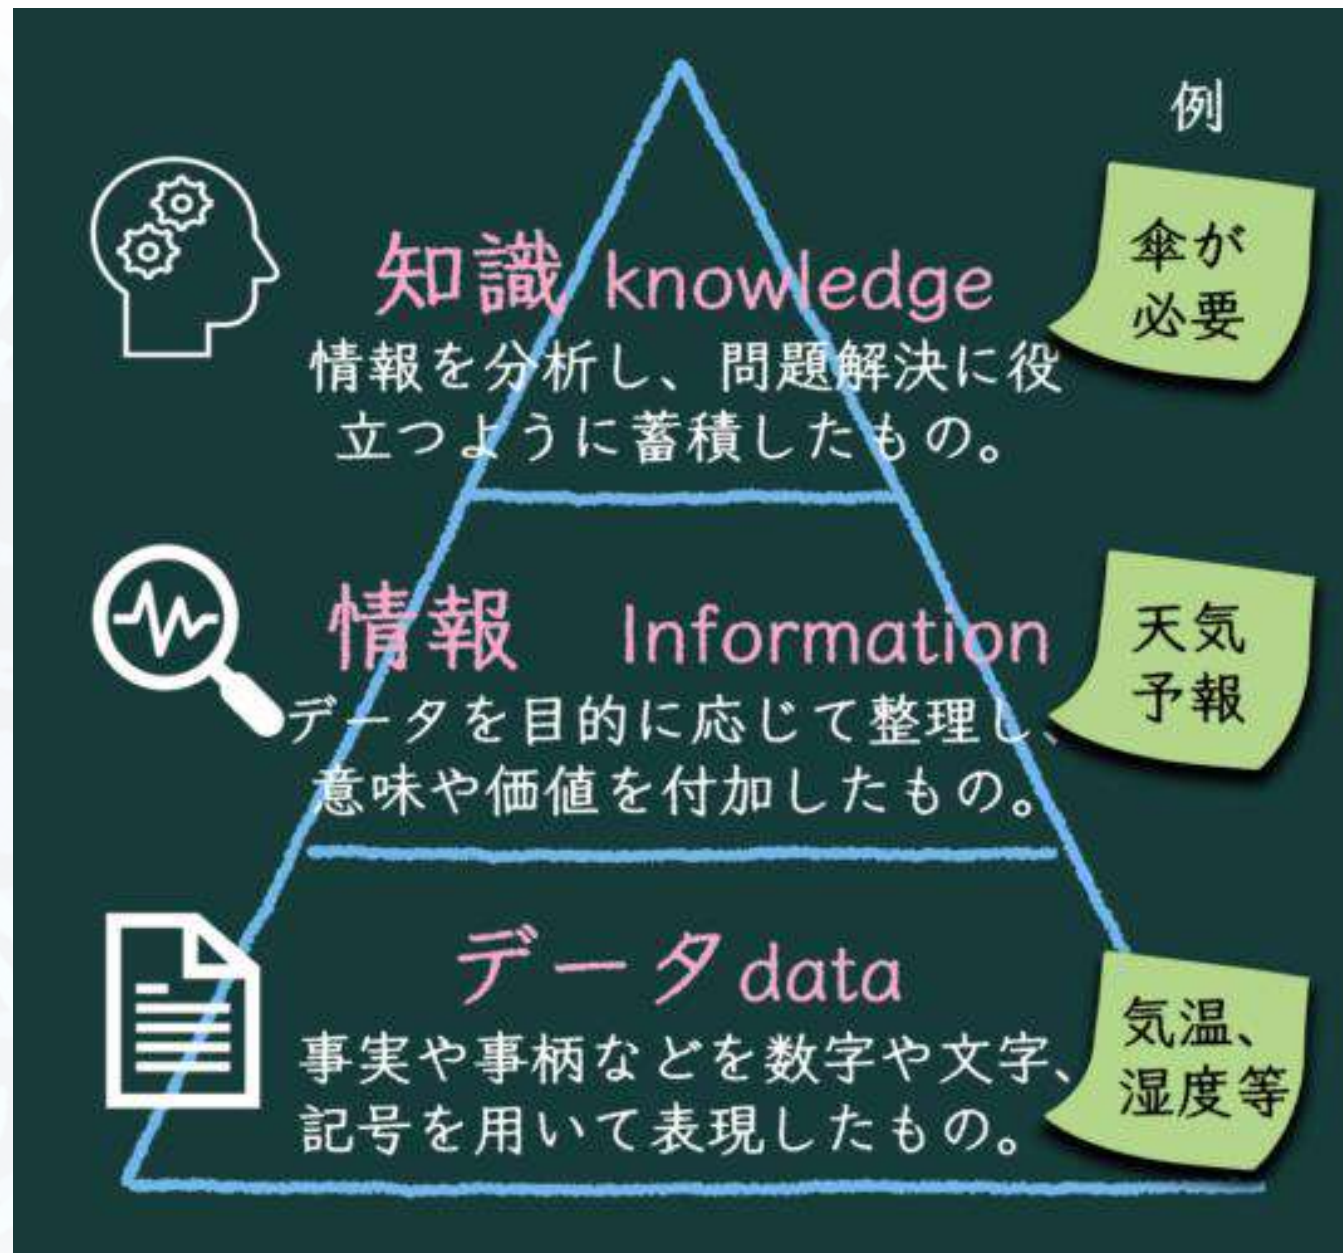 例
知識 knowledge
情報を分析し、問題解決に役
立つように蓄積したもの。
傘が
必要
情報 Information
データを目的に応じて整理し、
意味や価値を付加したもの。
天気
予報
データ data
事実や事柄などを数字や文字、
記号を用いて表現したもの。
気温、
湿度等